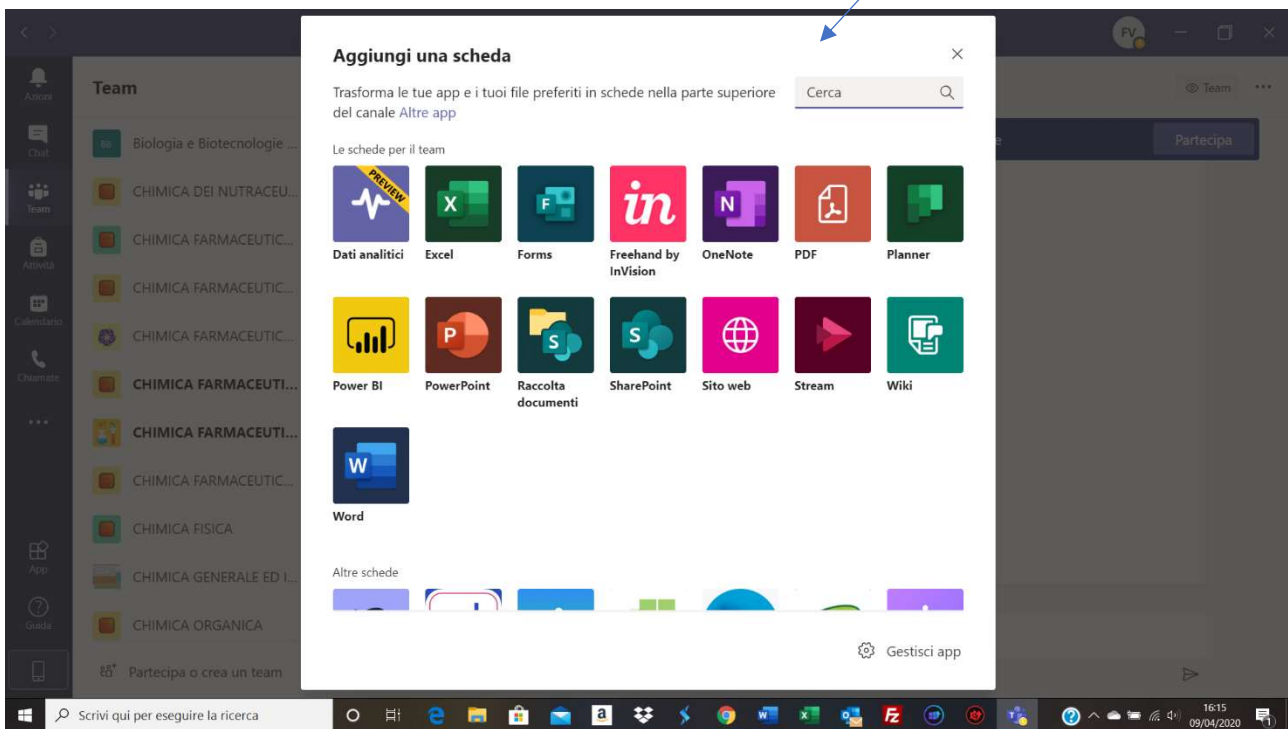 FV
Aggiungi una scheda
Trasforma le tue app e i tuoi file preferiti in schede nella parte superiore
del canale Altre app
Cerca
Le schede per il team
PREVIEW
Dati analitici
Excel
Forms
Freehand by
InVision
OneNote
PDF
Planner
Power BI
PowerPoint
Raccolta
documenti
SharePoint
Sito web
Stream
Wiki
Word
Altre schede
Gestisci app
Azioni
Chat
Team
Attività
Calendario
Chiamate
App
Guida
Team
Biologia e Biotecnologie ...
CHIMICA DEI NUTRACEU...
CHIMICA FARMACEUTIC...
CHIMICA FARMACEUTIC...
CHIMICA FARMACEUTIC...
CHIMICA FARMACEUTI...
CHIMICA FARMACEUTI...
CHIMICA FARMACEUTIC...
CHIMICA FISICA
CHIMICA GENERALE ED I...
CHIMICA ORGANICA
Partecipa o crea un team
Team
Partecipa
Scrivi qui per eseguire la ricerca
16:15
09/04/2020